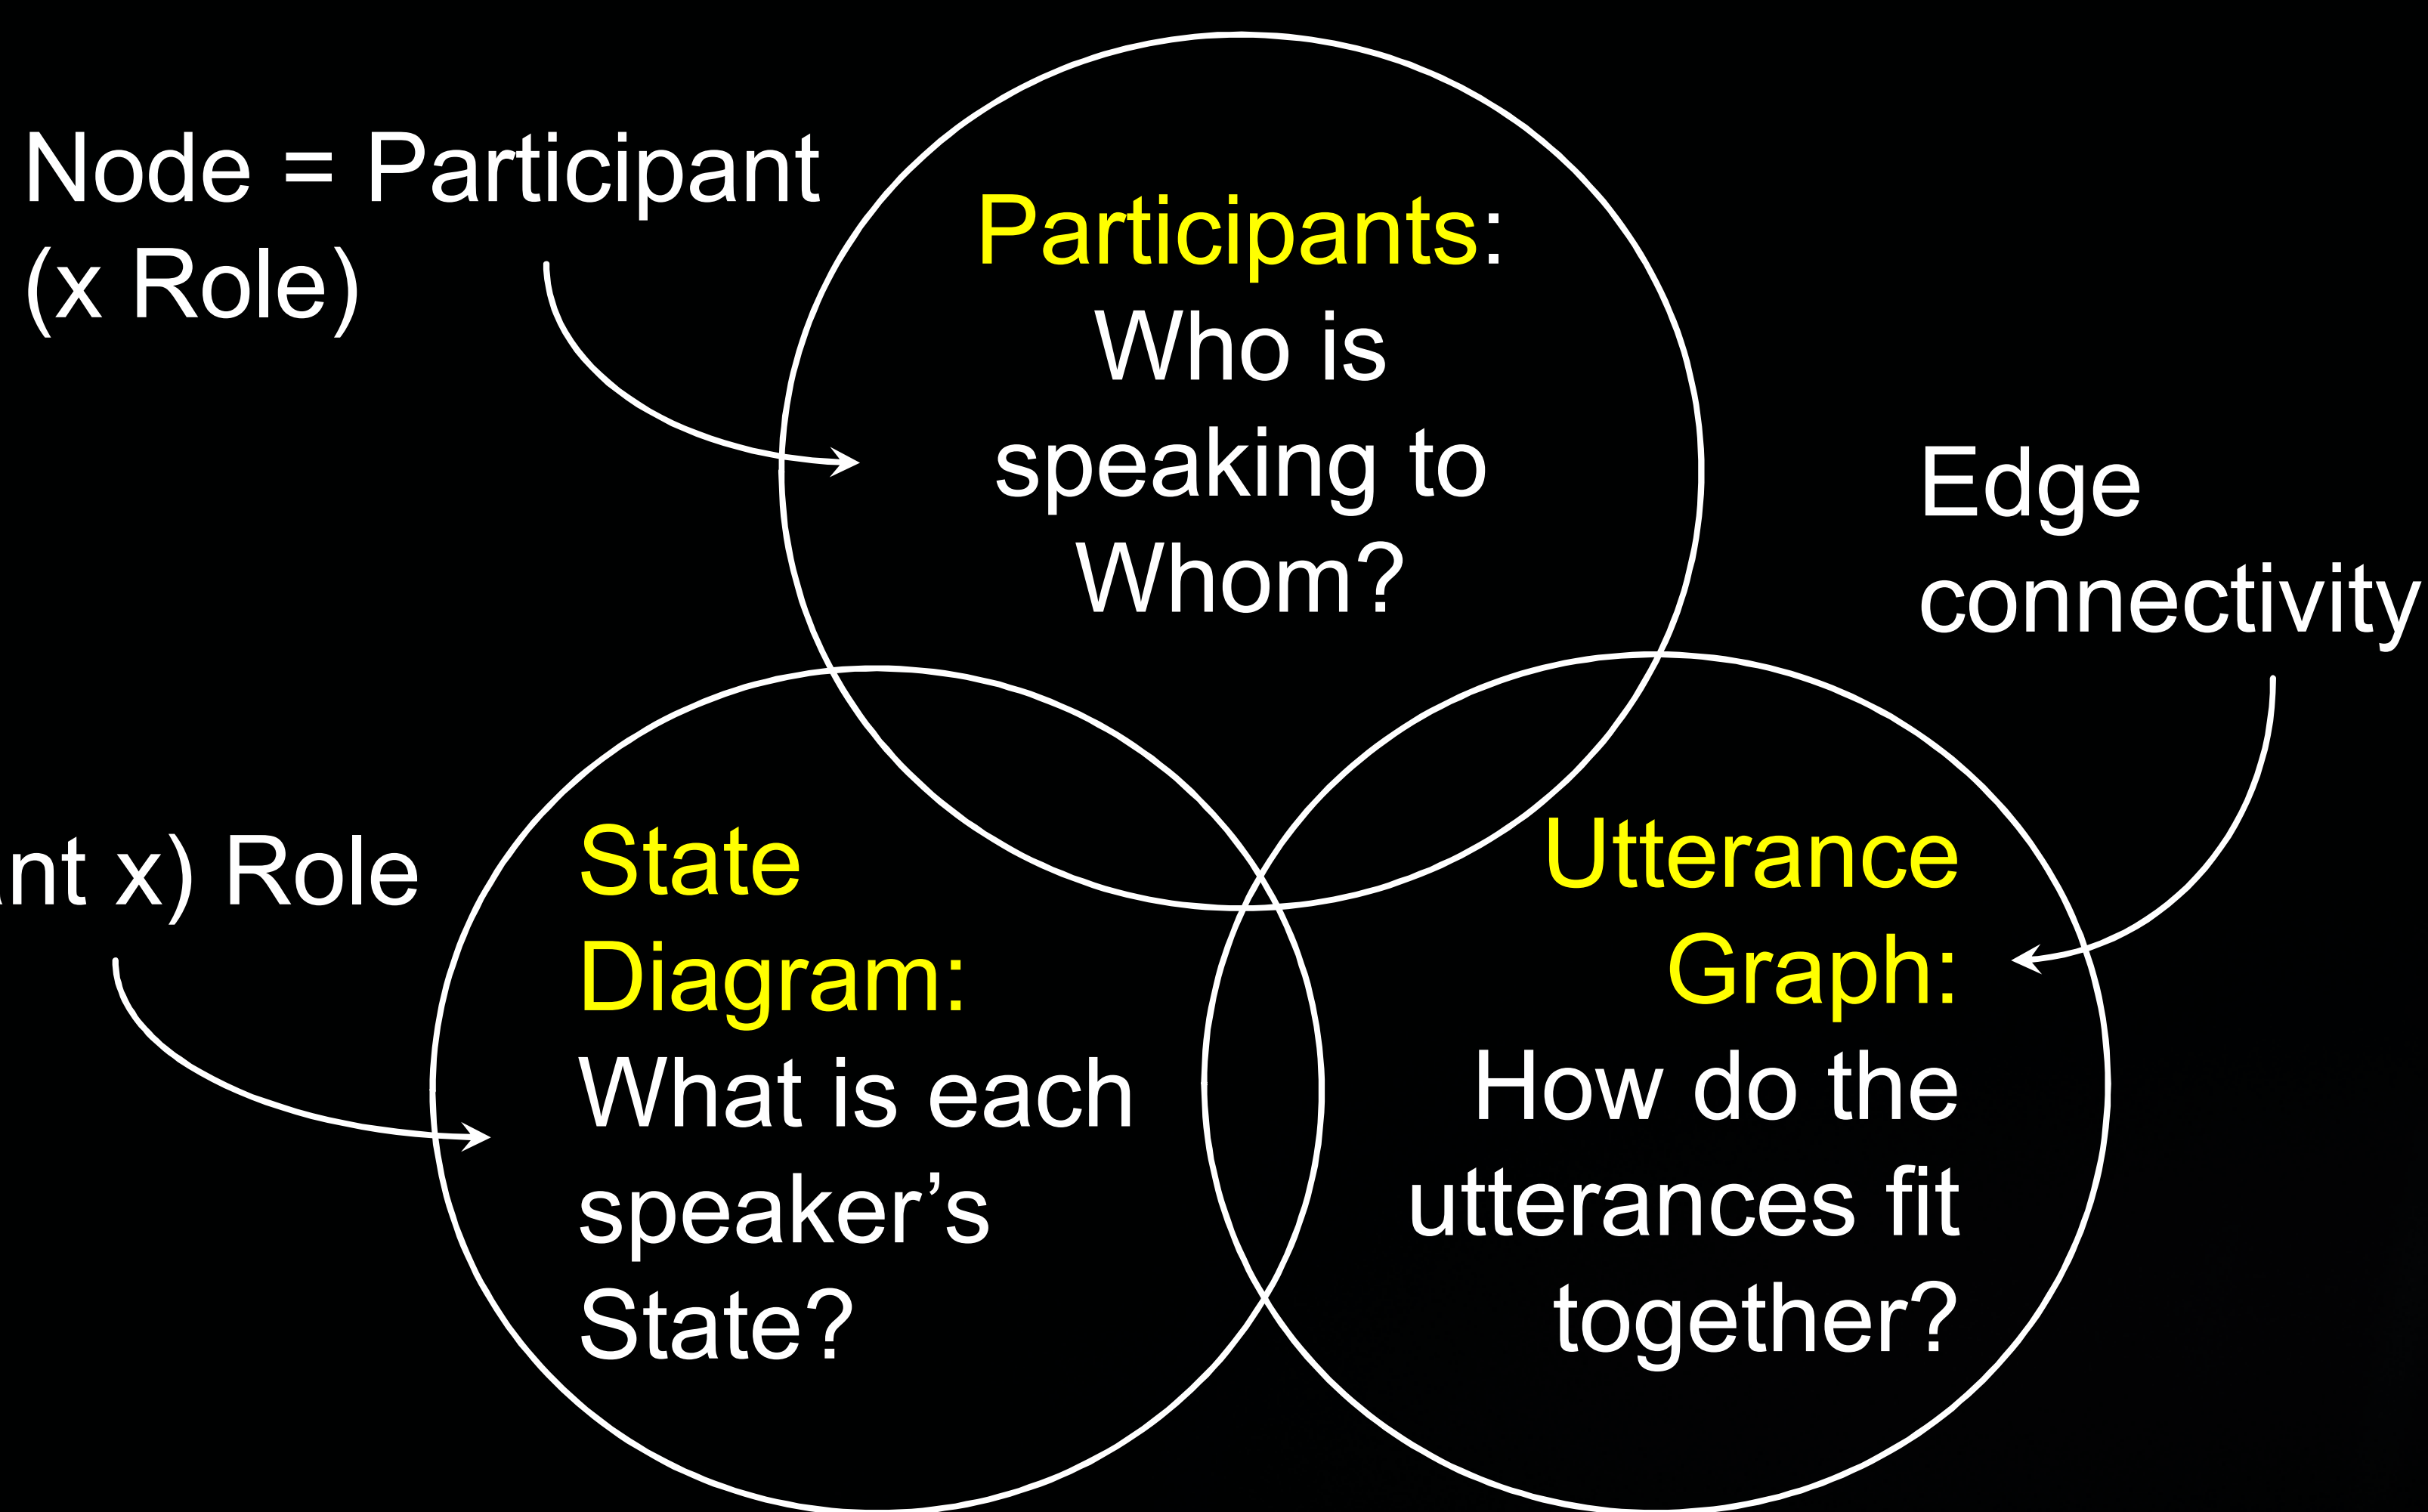 Node = Participant
(x Role)
Participants:
Who is
speaking to
Whom?
Edge
connectivity
nt x) Role
State
Diagram:
What is each
speaker’s
State?
Utterance
Graph:
How do the
utterances fit
together?